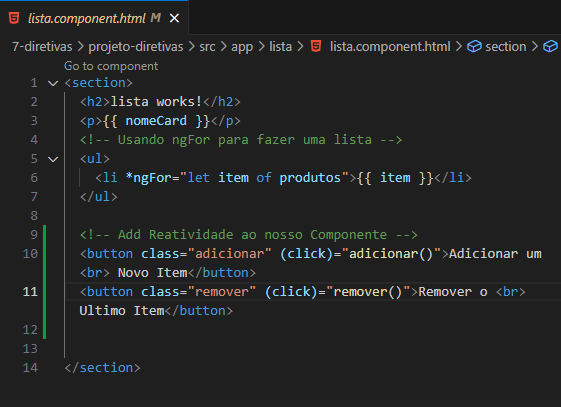 lista.component.html M ×
7-diretivas > projeto-diretivas > src > app > lista > lista.component.html > section >
Go to component
1 <section>
2 <h2>lista works!</h2>
3 <p>{{ nomeCard }}</p>
4 <!-- Usando ngFor para fazer uma lista -->
5 <ul>
6 <li *ngFor="let item of produtos">{{ item }}</li>
7 </ul>
8
9 <!-- Add Reatividade ao nosso Componente -->
10 <button class="adicionar" (click)="adicionar()">Adicionar um
<br> Novo Item</button>
11 <button class="remover" (click)="remover()">Remover o <br>
Ultimo Item</button>
12
13
14 </section>